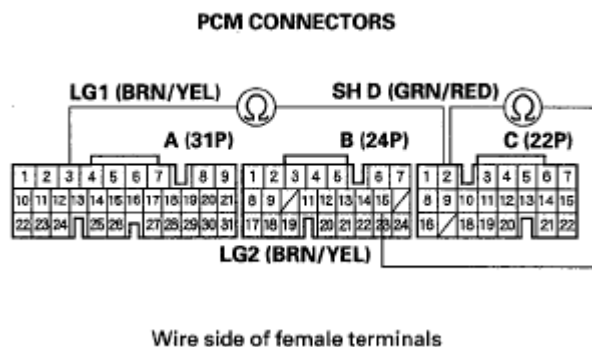 PCM CONNECTORS
LG1 (BRN/YEL) Ω SH D (GRN/RED) Ω
A (31P) B (24P) C (22P)
1 2 3 4 5 6 7 8 9 1 2 3 4 5 6 7 1 2 3 4 5 6 7
10 11 12 13 14 15 16 17 18 19 20 21 8 9 11 12 13 14 15 8 9 10 11 12 13 14 15
22 23 24 25 26 27 28 29 30 31 17 18 19 20 21 22 23 24 16 18 19 20 21 22
LG2 (BRN/YEL)
Wire side of female terminals